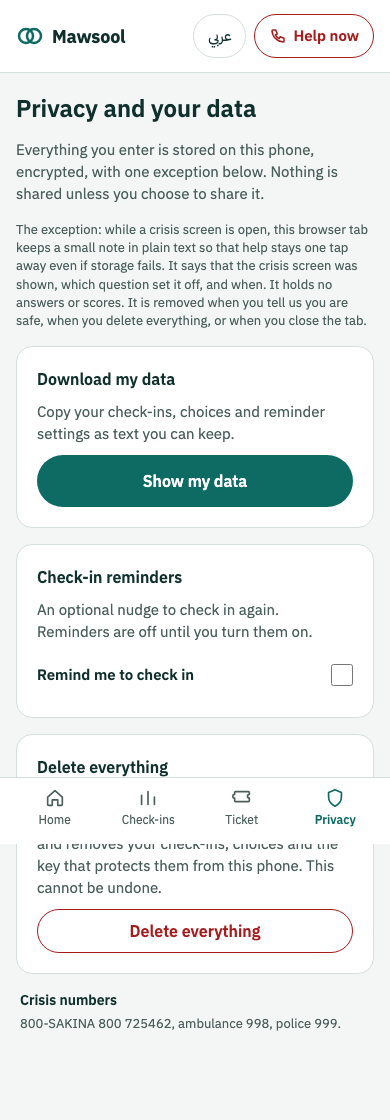 Mawsool
عربي
Help now
Privacy and your data
Everything you enter is stored on this phone,
encrypted, with one exception below. Nothing is
shared unless you choose to share it.
The exception: while a crisis screen is open, this browser tab
keeps a small note in plain text so that help stays one tap
away even if storage fails. It says that the crisis screen was
shown, which question set it off, and when. It holds no
answers or scores. It is removed when you tell us you are
safe, when you delete everything, or when you close the tab.
Download my data
Copy your check-ins, choices and reminder
settings as text you can keep.
Show my data
Check-in reminders
An optional nudge to check in again.
Reminders are off until you turn them on.
Remind me to check in
Delete everything
Home
Check-ins
Ticket
Privacy
and removes your check-ins, choices and the
key that protects them from this phone. This
cannot be undone.
Delete everything
Crisis numbers
800-SAKINA 800 725462, ambulance 998, police 999.